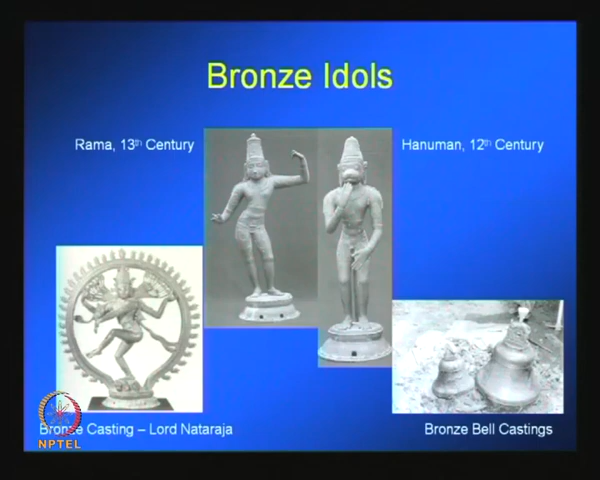 Bronze Idols
Rama, 13th Century
Hanuman, 12th Century
Bronze Casting – Lord Nataraja
Bronze Bell Castings
NPTEL